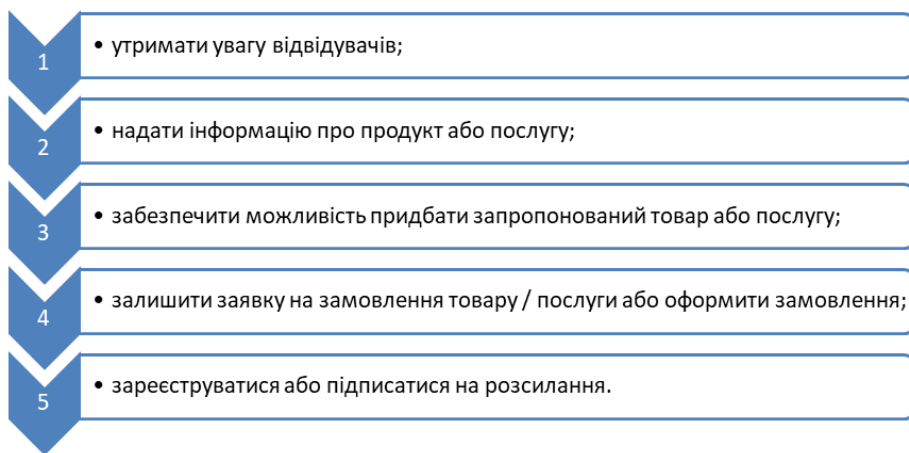 1
• утримати увагу відвідувачів;
2
• надати інформацію про продукт або послугу;
3
• забезпечити можливість придбати запропонований товар або послугу;
4
• залишити заявку на замовлення товару / послуги або оформити замовлення;
5
• зареєструватися або підписатися на розсилання.